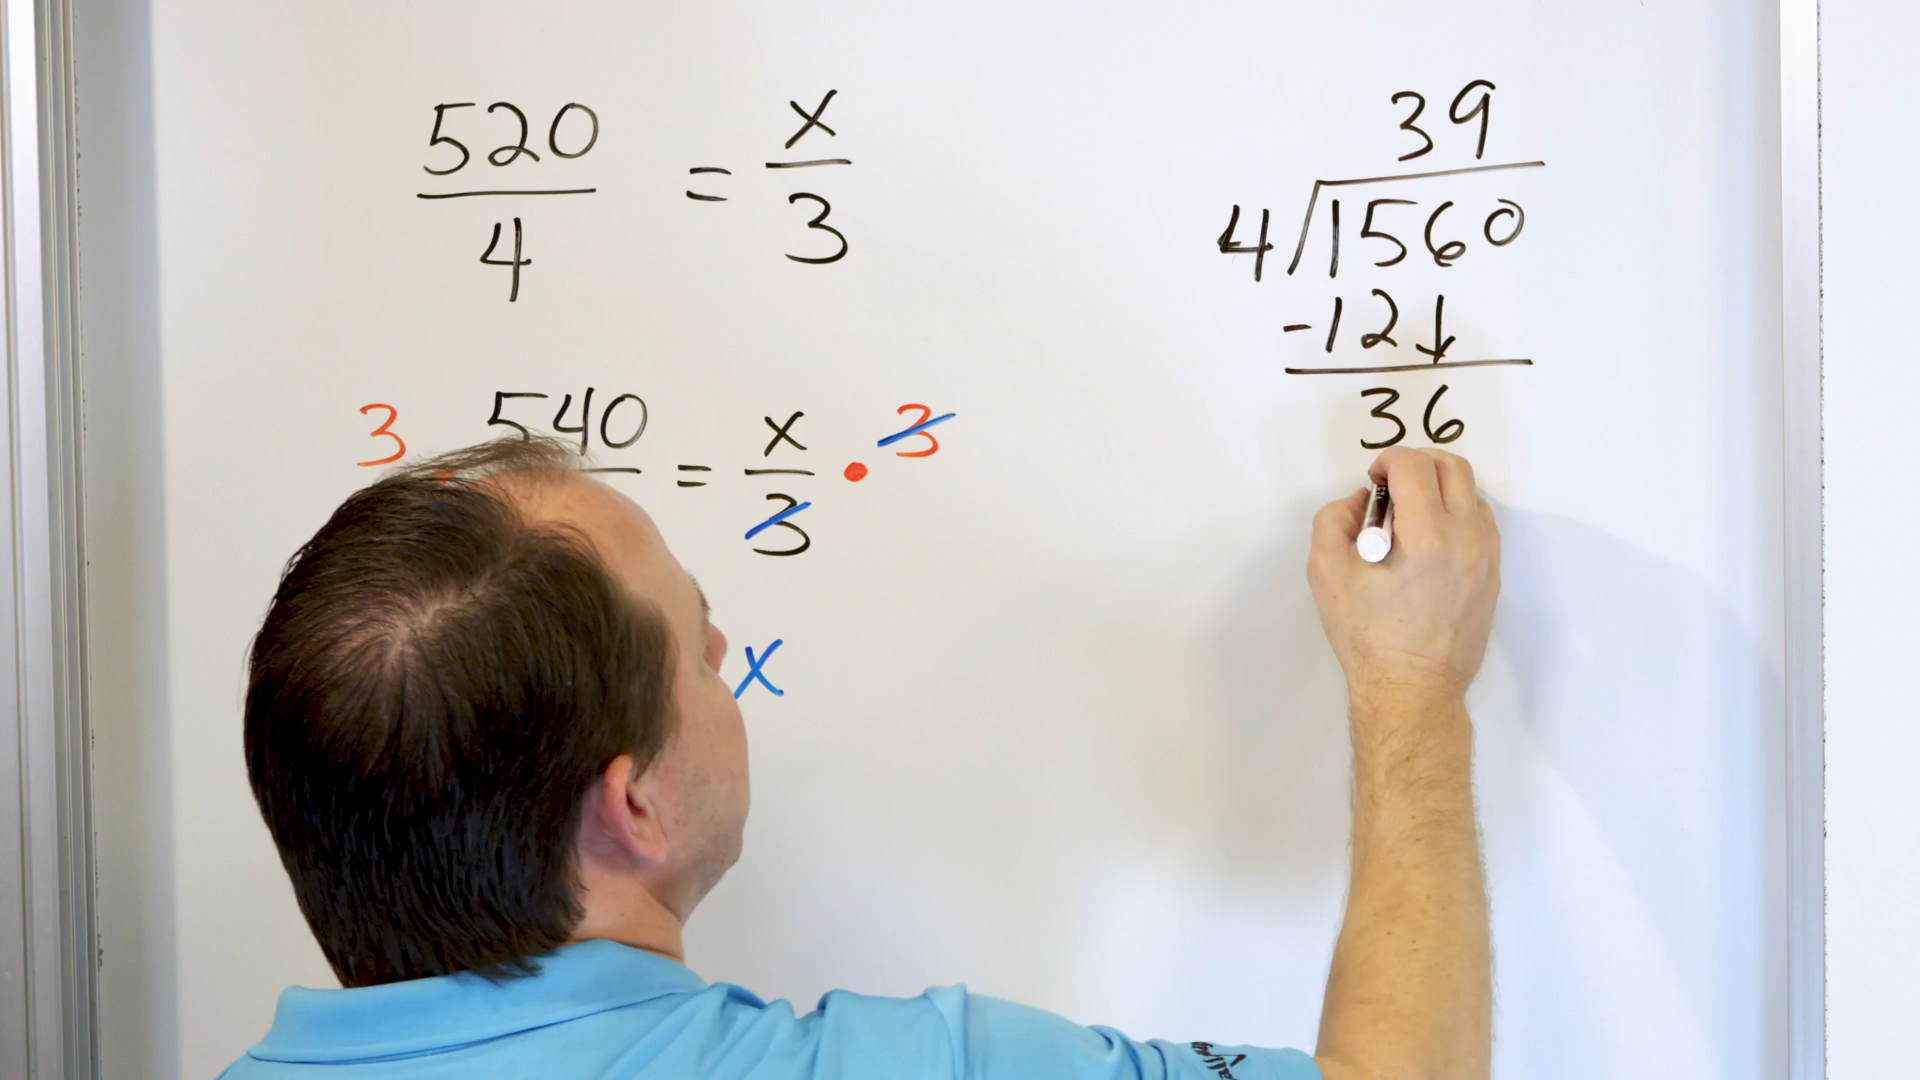 520/4 = x/3
3 · 540 = x/3 · 3
x
39
4 1560
-12↓
36